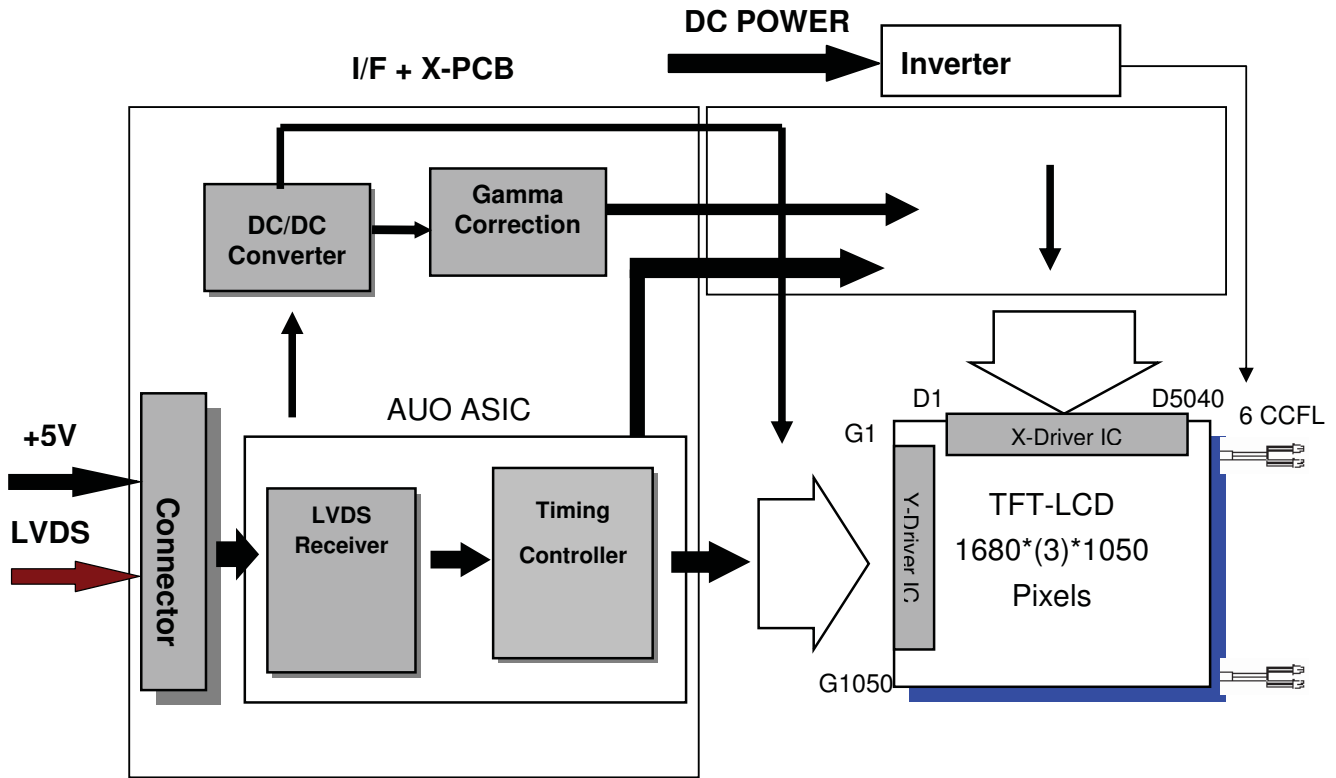 DC POWER
Inverter
I/F + X-PCB
Gamma
Correction
DC/DC
Converter
AUO ASIC
+5V
LVDS
Connector
LVDS
Receiver
Timing
Controller
D1
D5040
6 CCFL
G1
X-Driver IC
Y-Driver IC
TFT-LCD
1680*(3)*1050
Pixels
G1050